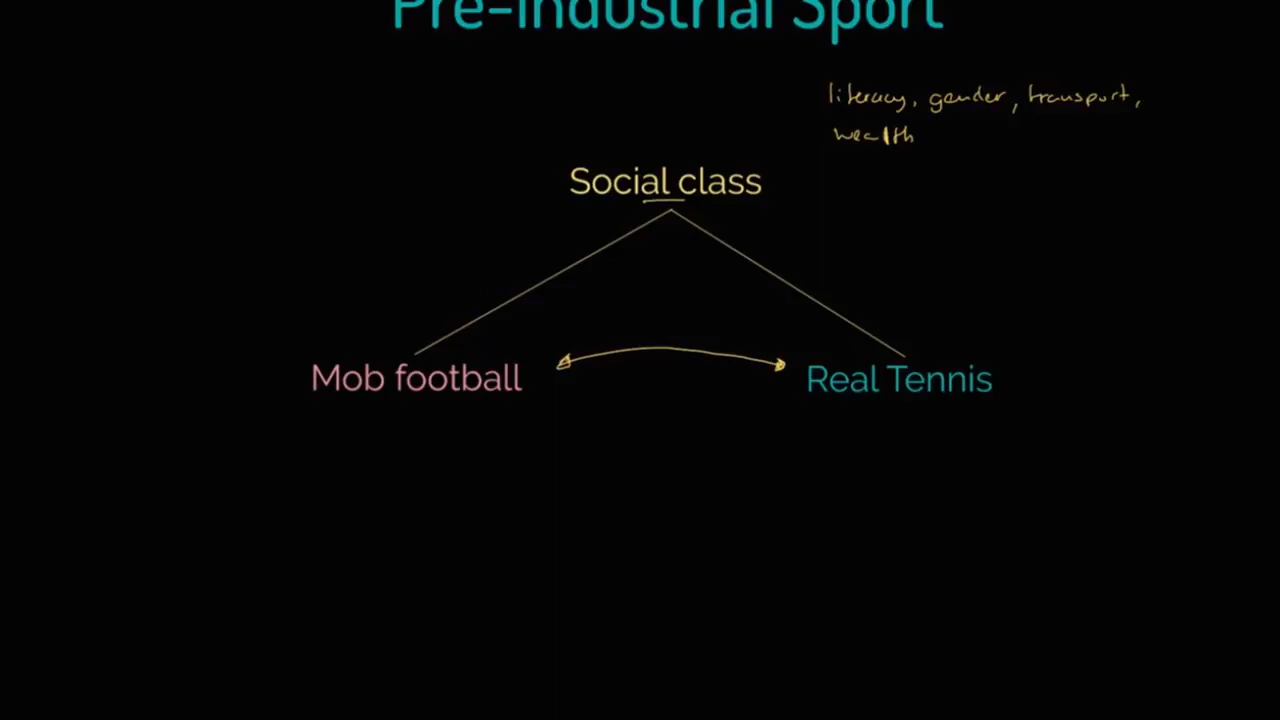 Pre-Industrial Sport
literacy, gender, transport,
wealth
Social class
Mob football
Real Tennis